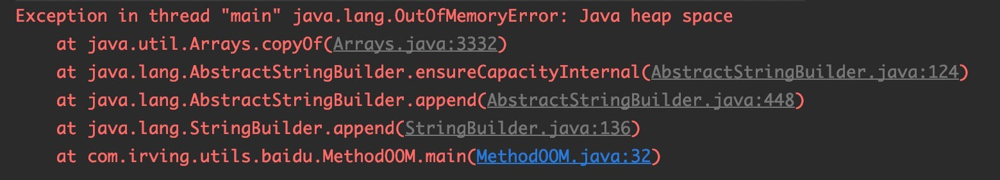 Exception in thread "main" java.lang.OutOfMemoryError: Java heap space
at java.util.Arrays.copyOf(Arrays.java:3332)
at java.lang.AbstractStringBuilder.ensureCapacityInternal(AbstractStringBuilder.java:124)
at java.lang.AbstractStringBuilder.append(AbstractStringBuilder.java:448)
at java.lang.StringBuilder.append(StringBuilder.java:136)
at com.irving.utils.baidu.MethodOOM.main(MethodOOM.java:32)